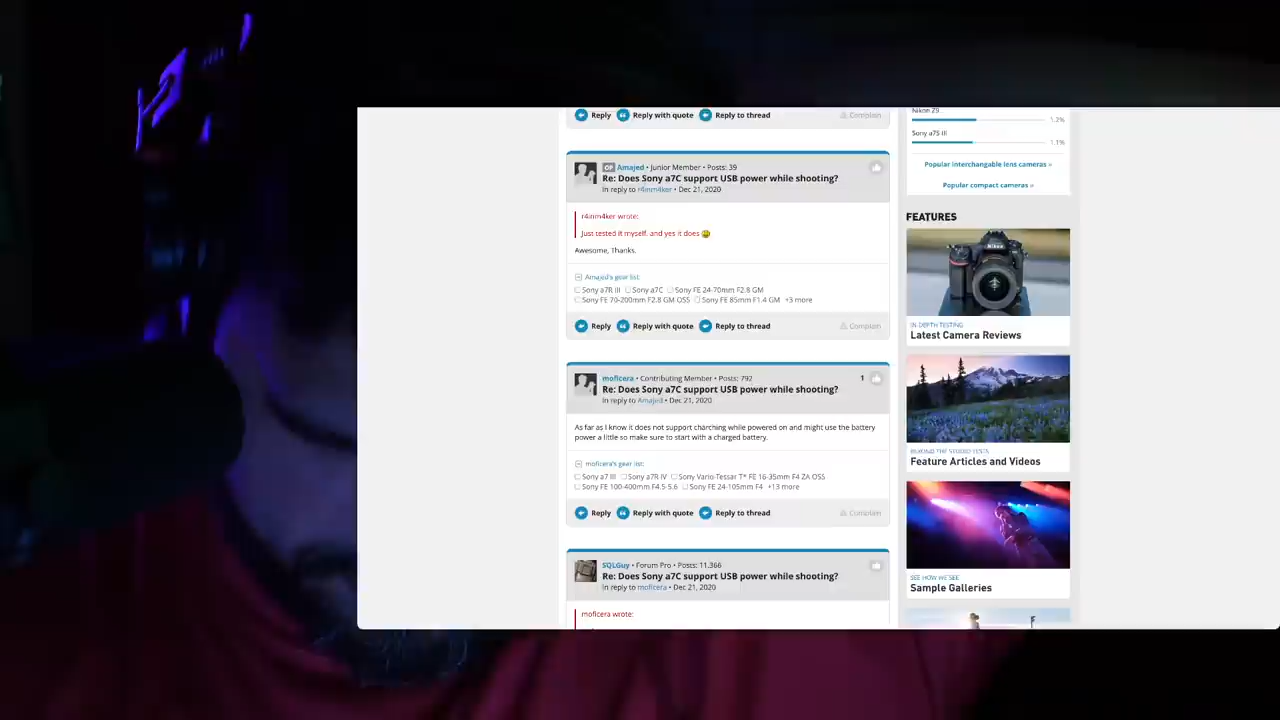 Reply Reply with quote Reply to thread Complain
OP Amajed • Junior Member • Posts: 39
Re: Does Sony a7C support USB power while shooting?
In reply to r4inm4ker • Dec 21, 2020
r4inm4ker wrote:
Just tested it myself. and yes it does
Awesome, Thanks.
Amajed's gear list:
Sony a7R III Sony a7C Sony FE 24-70mm F2.8 GM
Sony FE 70-200mm F2.8 GM OSS Sony FE 85mm F1.4 GM +3 more
Reply Reply with quote Reply to thread Complain
moficera • Contributing Member • Posts: 792
1
Re: Does Sony a7C support USB power while shooting?
In reply to Amajed • Dec 21, 2020
As far as I know it does not support charching while powered on and might use the battery
power a little so make sure to start with a charged battery.
moficera's gear list:
Sony a7 III Sony a7R IV Sony Vario-Tessar T* FE 16-35mm F4 ZA OSS
Sony FE 100-400mm F4.5-5.6 Sony FE 24-105mm F4 +13 more
Reply Reply with quote Reply to thread Complain
SQLGuy • Forum Pro • Posts: 11,366
Re: Does Sony a7C support USB power while shooting?
In reply to moficera • Dec 21, 2020
moficera wrote:
Nikon Z9
1.2%
Sony a7S III
1.1%
Popular interchangable lens cameras »
Popular compact cameras »
FEATURES
Nikon
IN DEPTH TESTING
Latest Camera Reviews
BEYOND THE STUDIO TESTS
Feature Articles and Videos
SEE HOW WE SEE
Sample Galleries